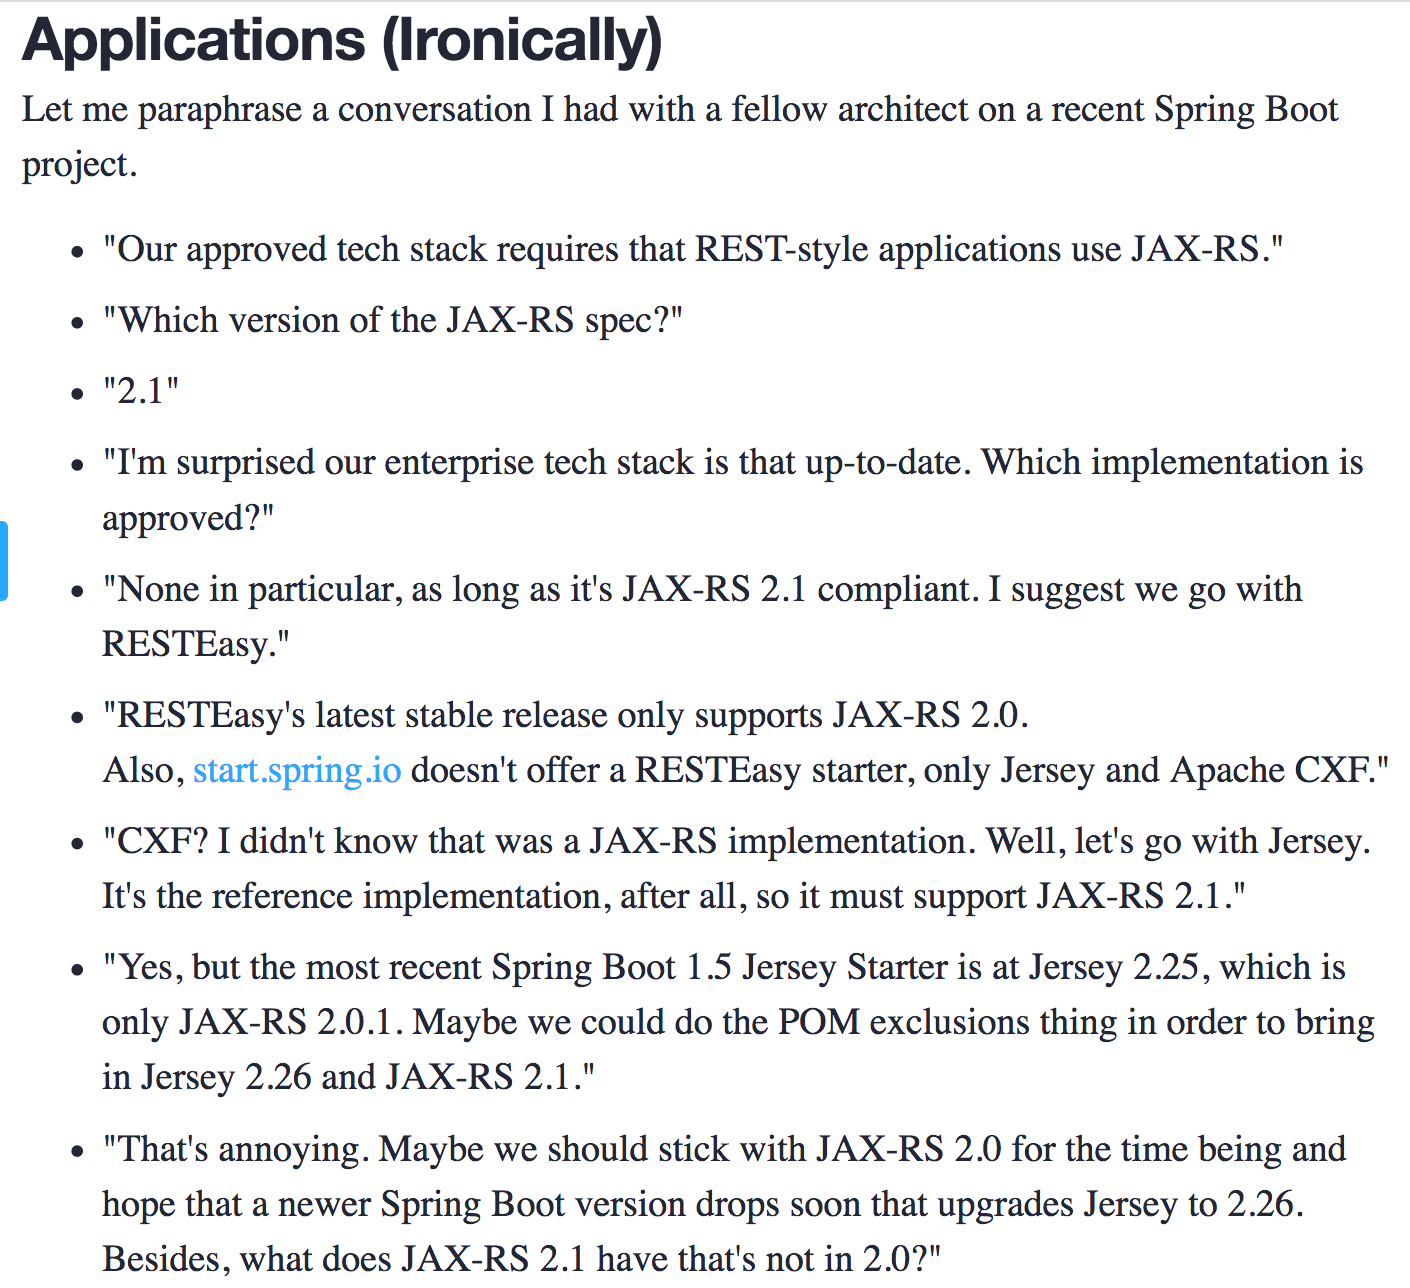 Applications (Ironically)
Let me paraphrase a conversation I had with a fellow architect on a recent Spring Boot
project.
• "Our approved tech stack requires that REST-style applications use JAX-RS."
• "Which version of the JAX-RS spec?"
• "2.1"
• "I'm surprised our enterprise tech stack is that up-to-date. Which implementation is
approved?"
• "None in particular, as long as it's JAX-RS 2.1 compliant. I suggest we go with
RESTEasy."
• "RESTEasy's latest stable release only supports JAX-RS 2.0.
Also, start.spring.io doesn't offer a RESTEasy starter, only Jersey and Apache CXF."
• "CXF? I didn't know that was a JAX-RS implementation. Well, let's go with Jersey.
It's the reference implementation, after all, so it must support JAX-RS 2.1."
• "Yes, but the most recent Spring Boot 1.5 Jersey Starter is at Jersey 2.25, which is
only JAX-RS 2.0.1. Maybe we could do the POM exclusions thing in order to bring
in Jersey 2.26 and JAX-RS 2.1."
• "That's annoying. Maybe we should stick with JAX-RS 2.0 for the time being and
hope that a newer Spring Boot version drops soon that upgrades Jersey to 2.26.
Besides, what does JAX-RS 2.1 have that's not in 2.0?"